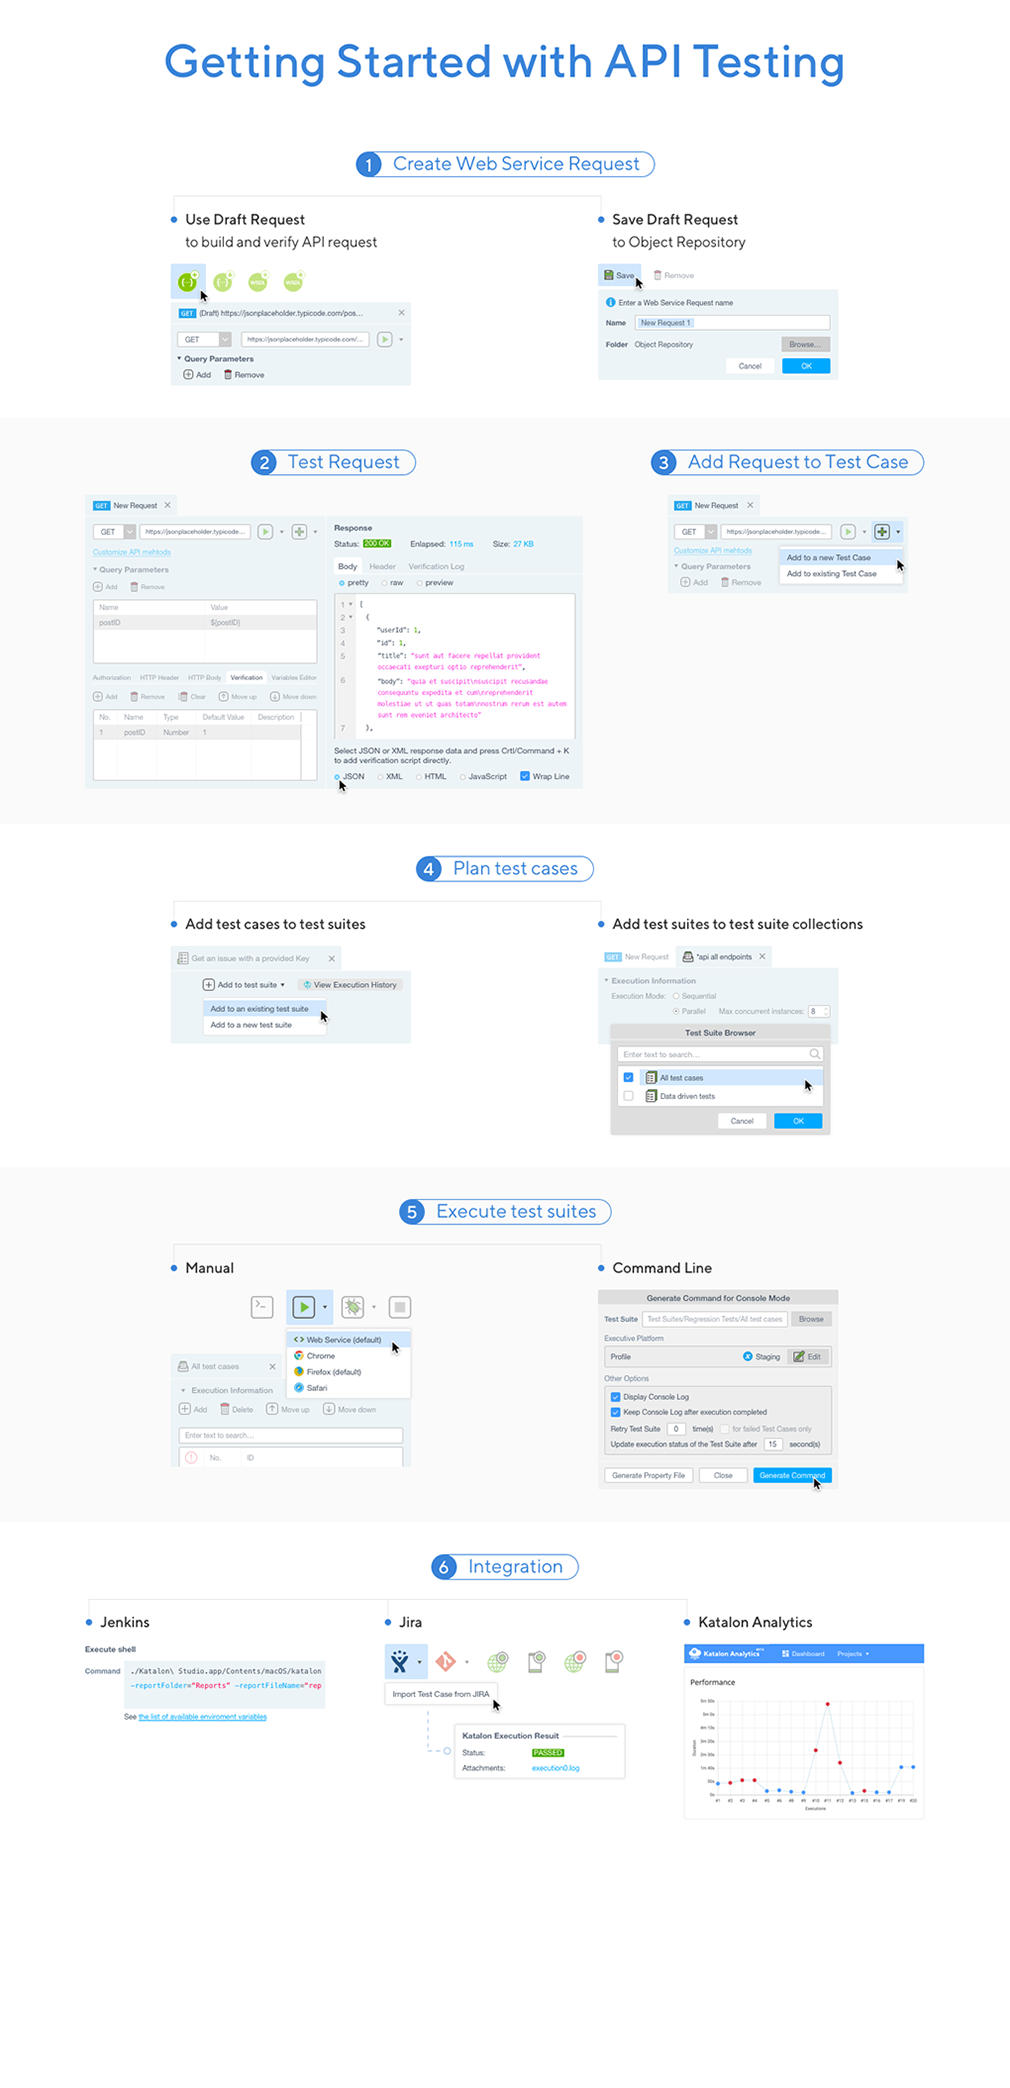 Getting Started with API Testing
1 Create Web Service Request
Use Draft Request
to build and verify API request
GET (Draft) https://jsonplaceholder.typicode.com/pos...
GET https://jsonplaceholder.typicode.com/...
Query Parameters
Add Remove
Save Draft Request
to Object Repository
Save Remove
Enter a Web Service Request name
Name New Request 1
Folder Object Repository Browse...
Cancel OK
2 Test Request
GET New Request
GET https://jsonplaceholder.typicode...
Customize API mehtods
Query Parameters
Add Remove
Name Value
postID ${postID}
Authorization HTTP Header HTTP Body Verification Variables Editor
Add Remove Clear Move up Move down
No. Name Type Default Value Description
1 postID Number 1
Response
Status: 200 OK Enlapsed: 115 ms Size: 27 KB
Body Header Verification Log
pretty raw preview
1 [
2 {
3 "userId": 1,
4 "id": 1,
5 "title": "sunt aut facere repellat provident
occaecati exepturi optio reprehenderit",
6 "body": "quia et suscipit\nsuscipit recusandae
consequuntu expedita et cum\nreprehenderit
molestiae ut ut quas totam\nnostrum rerum est autem
sunt rem eveniet architecto"
7 },
Select JSON or XML response data and press Crtl/Command + K
to add verification script directly.
JSON XML HTML JavaScript Wrap Line
3 Add Request to Test Case
GET New Request
GET https://jsonplaceholder.typicode...
Customize API mehtods
Query Parameters
Add Remove
Add to a new Test Case
Add to existing Test Case
4 Plan test cases
Add test cases to test suites
Get an issue with a provided Key
Add to test suite View Execution History
Add to an existing test suite
Add to a new test suite
Add test suites to test suite collections
GET New Request *api all endpoints
Execution Information
Execution Mode: Sequential
Parallel Max concurrent instances: 8
Test Suite Browser
Enter text to search...
All test cases
Data driven tests
Cancel OK
5 Execute test suites
Manual
Web Service (default)
Chrome
Firefox (default)
Safari
All test cases
Execution Information
Add Delete Move up Move down
Enter text to search...
No. ID
Command Line
Generate Command for Console Mode
Test Suite Test Suites/Regression Tests/All test cases Browse
Executive Platform
Profile Staging Edit
Other Options
Display Console Log
Keep Console Log after execution completed
Retry Test Suite 0 time(s) for failed Test Cases only
Update execution status of the Test Suite after 15 second(s)
Generate Property File Close Generate Command
6 Integration
Jenkins
Execute shell
Command ./Katalon\ Studio.app/Contents/macOS/katalon
-reportFolder="Reports" -reportFileName="rep
See the list of available enviroment variables
Jira
Import Test Case from JIRA
Katalon Execution Result
Status: PASSED
Attachments: execution0.log
Katalon Analytics
Katalon Analytics Dashboard Projects
Performance
Duration
Executions